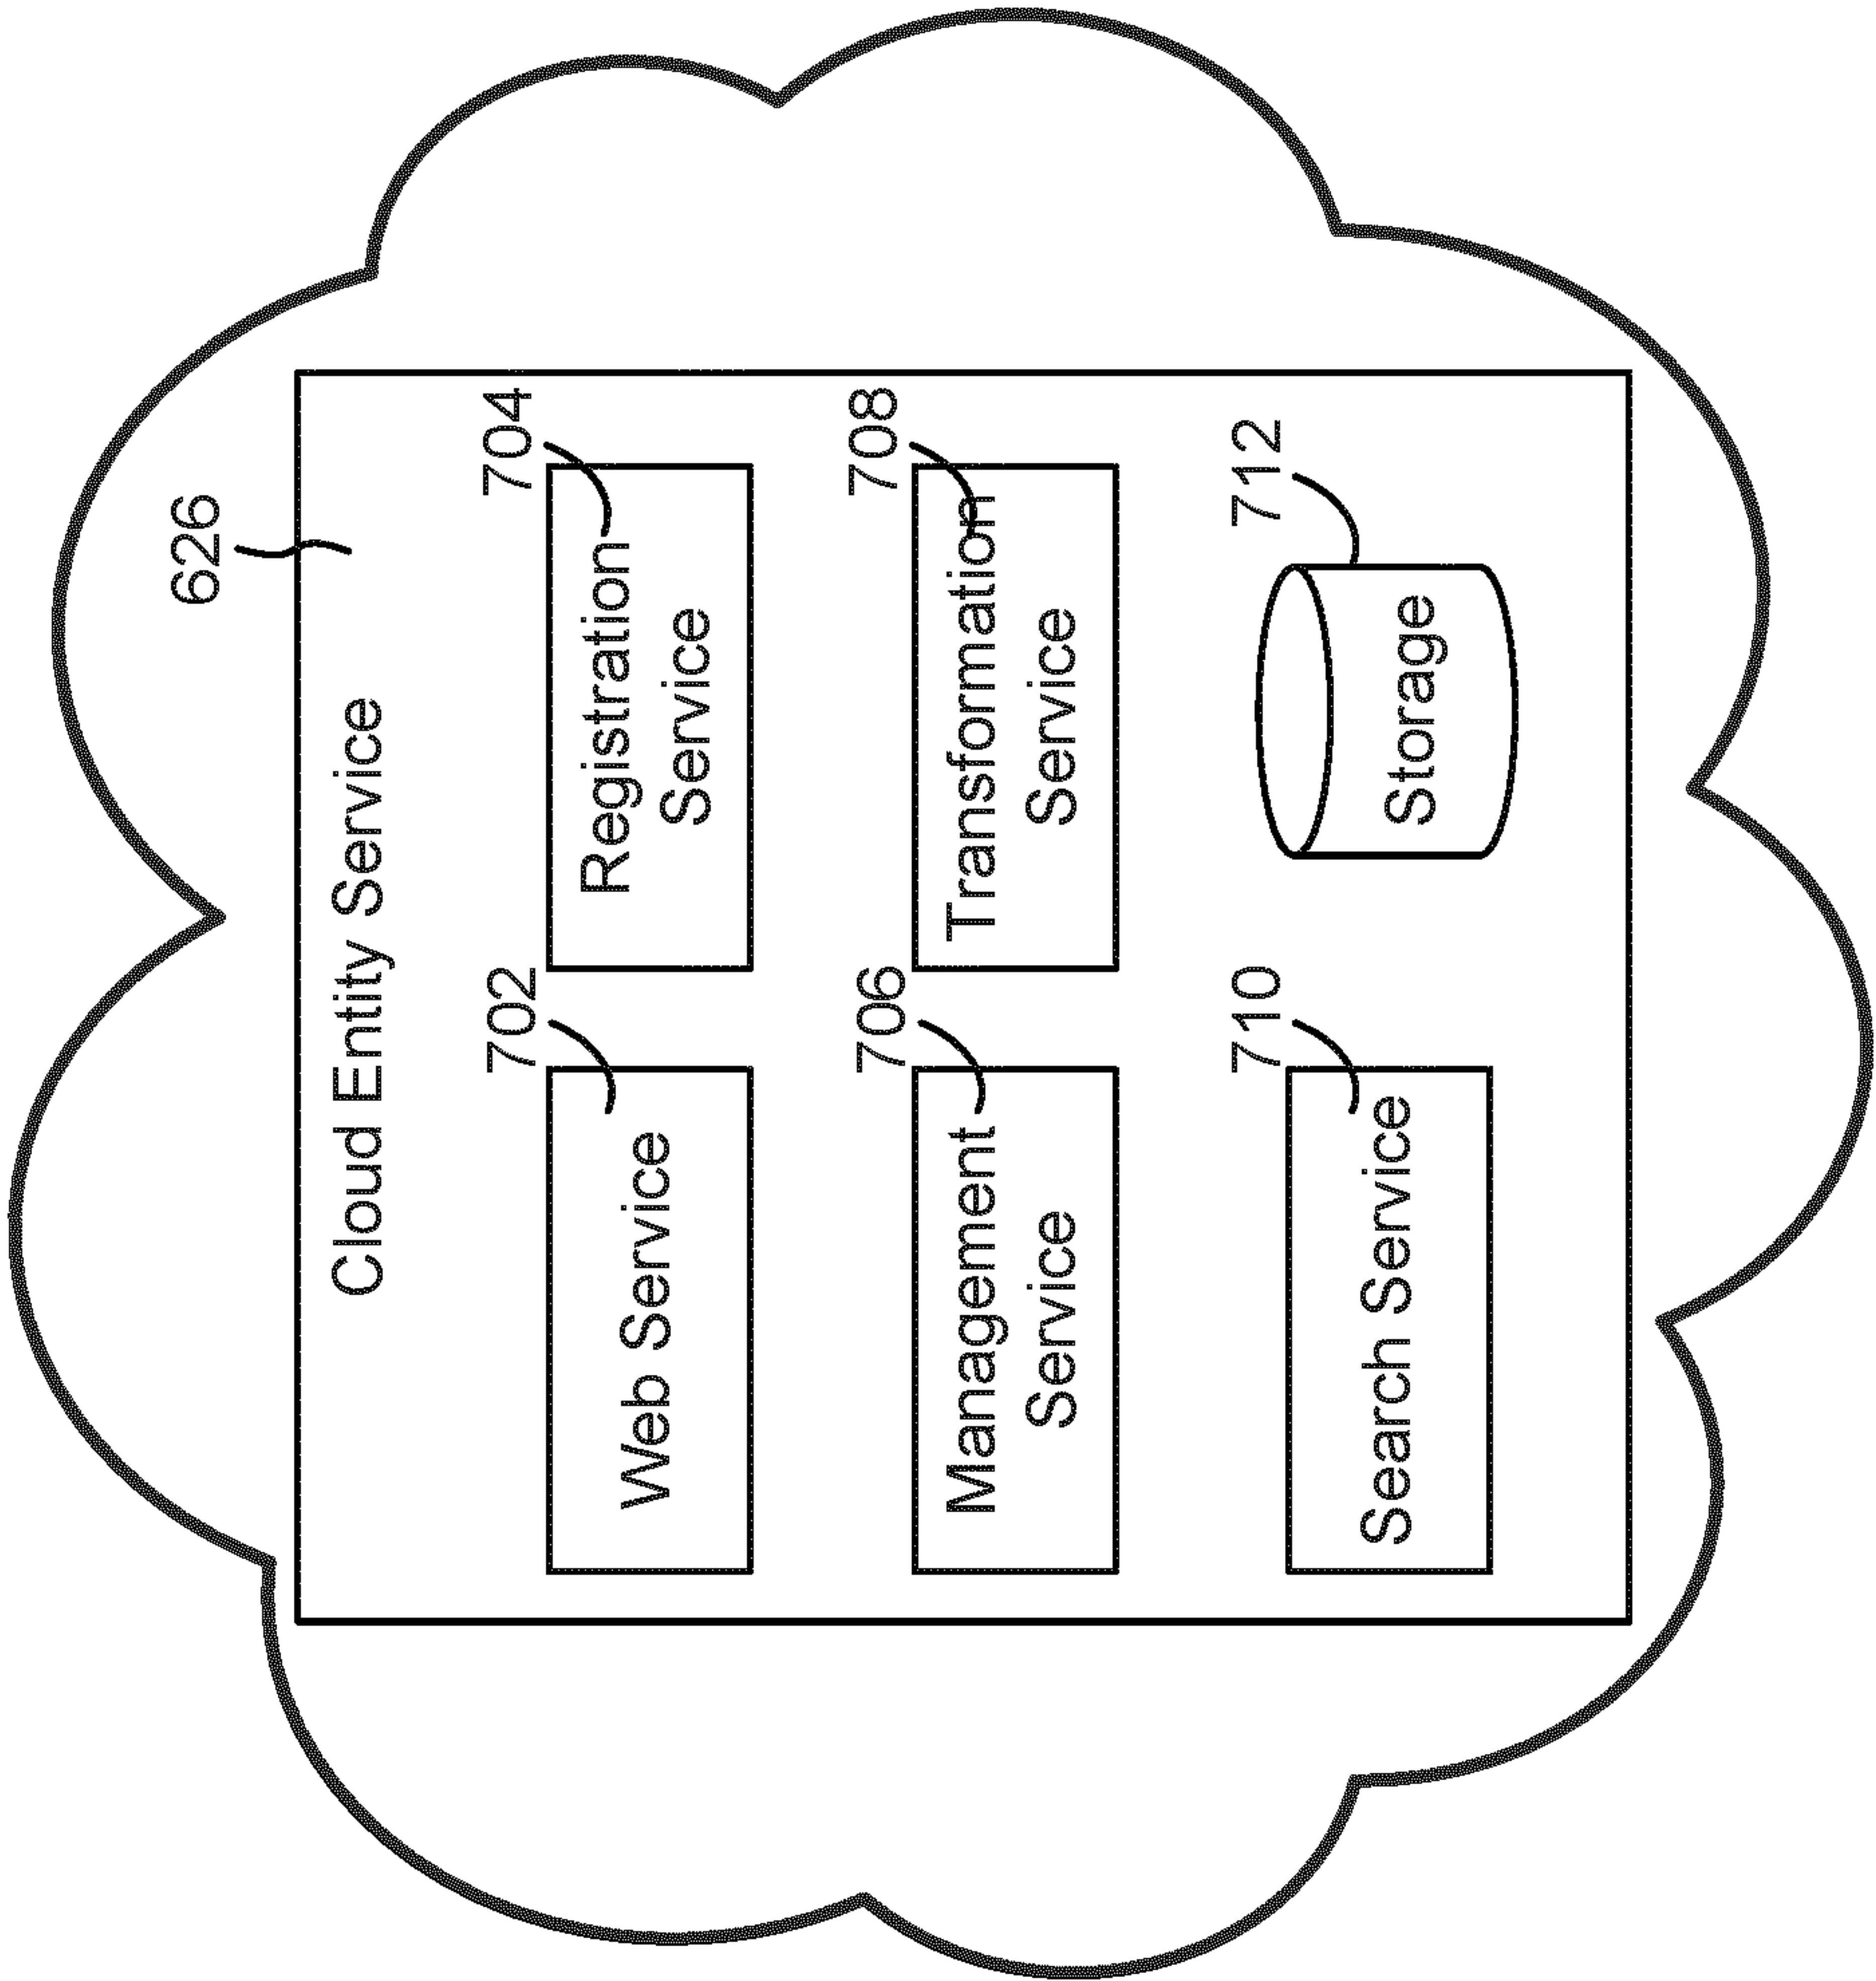 626
Cloud Entity Service
702
704
Web Service
Registration
Service
706
708
Management
Service
Transformation
Service
710
712
Search Service
Storage